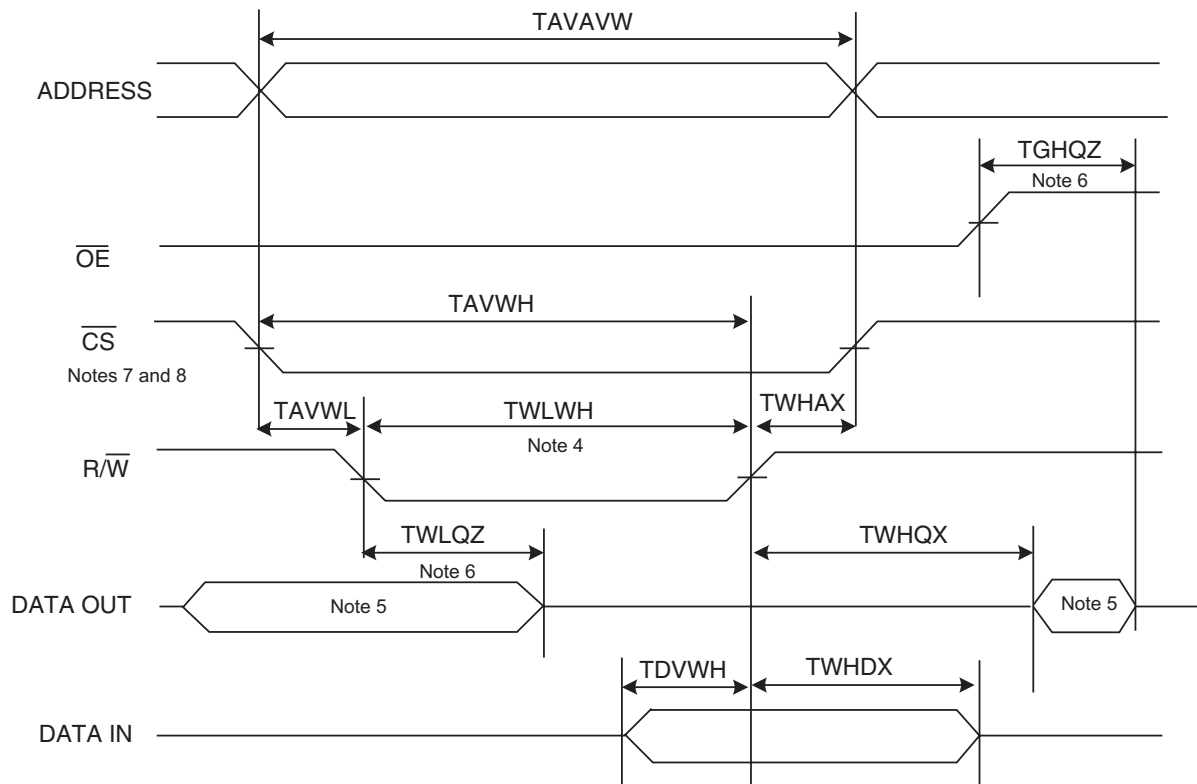 TAVAVW
ADDRESS
TGHQZ
Note 6
OE
TAVWH
CS
Notes 7 and 8
TAVWL
TWLWH
TWHAX
Note 4
R/W
TWLQZ
TWHQX
Note 6
DATA OUT
Note 5
Note 5
TDVWH
TWHDX
DATA IN